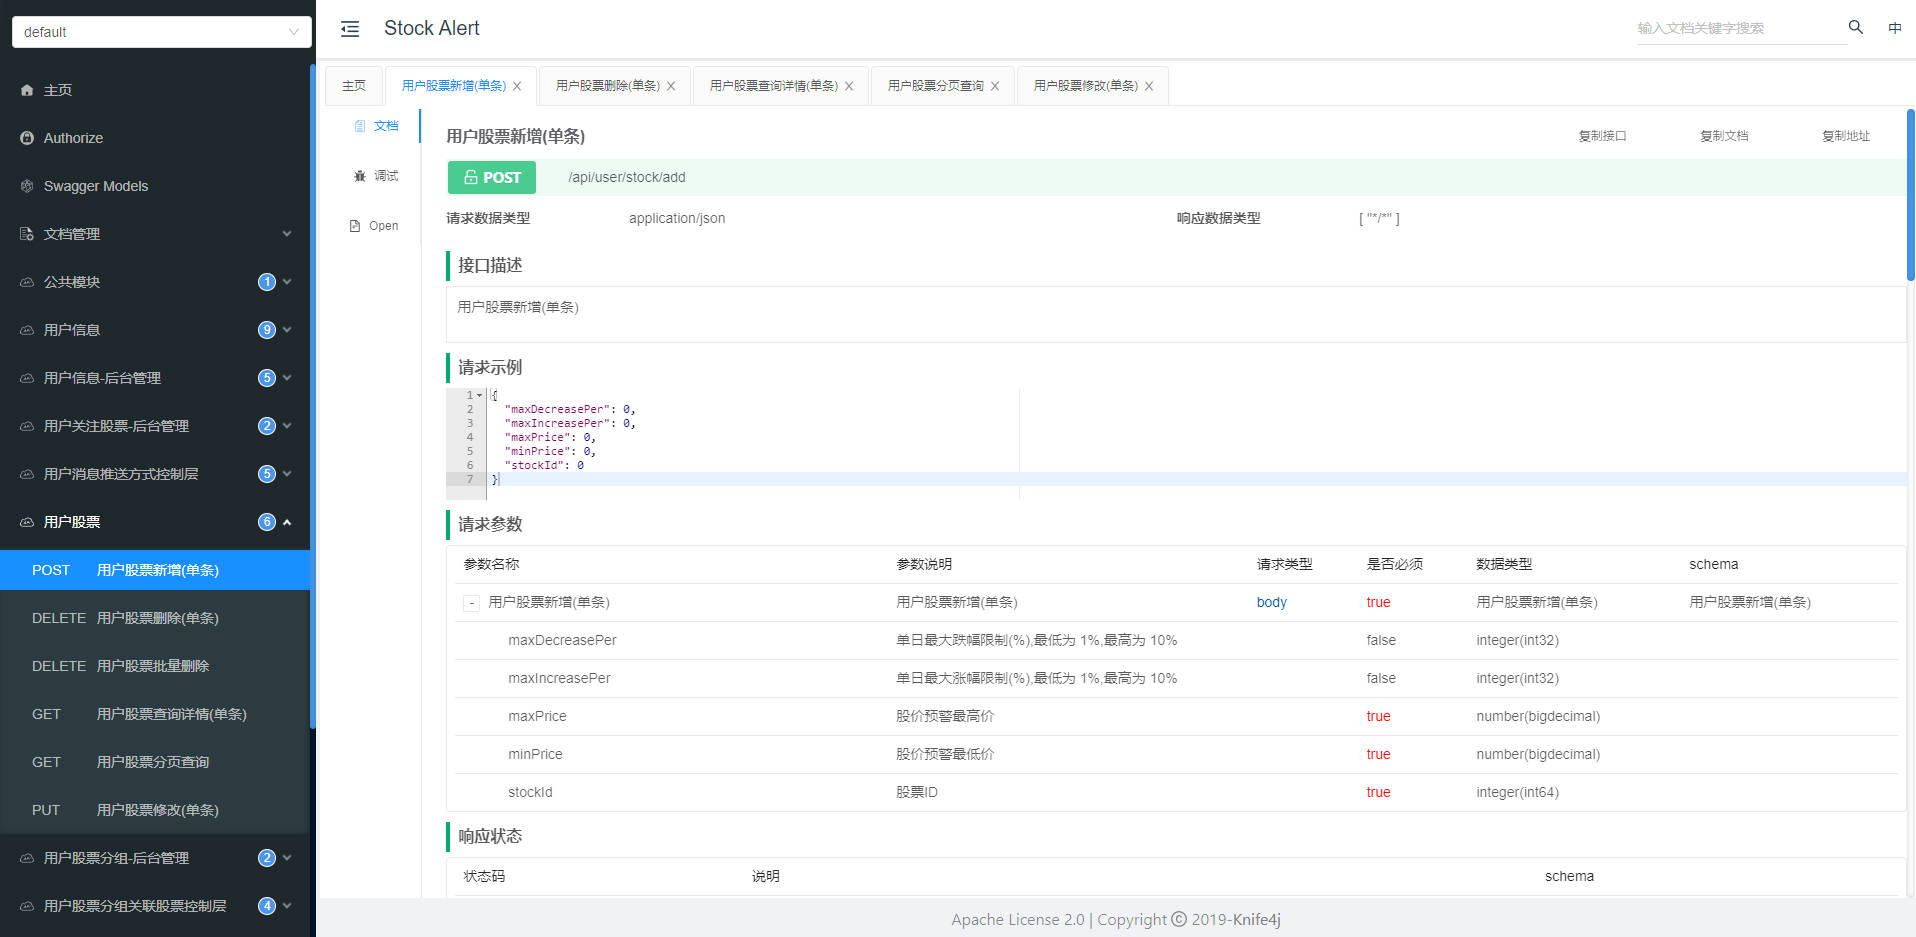 default
Stock Alert
输入文档关键字搜索
中
主页
Authorize
Swagger Models
文档管理
公共模块 1
用户信息 9
用户信息-后台管理 5
用户关注股票-后台管理 2
用户消息推送方式控制层 5
用户股票 6
POST 用户股票新增(单条)
DELETE 用户股票删除(单条)
DELETE 用户股票批量删除
GET 用户股票查询详情(单条)
GET 用户股票分页查询
PUT 用户股票修改(单条)
用户股票分组-后台管理 2
用户股票分组关联股票控制层 4
主页 用户股票新增(单条) 用户股票删除(单条) 用户股票查询详情(单条) 用户股票分页查询 用户股票修改(单条)
文档
调试
Open
用户股票新增(单条) 复制接口 复制文档 复制地址
POST /api/user/stock/add
请求数据类型 application/json 响应数据类型 [ "*/*" ]
接口描述
用户股票新增(单条)
请求示例
1 {
2 "maxDecreasePer": 0,
3 "maxIncreasePer": 0,
4 "maxPrice": 0,
5 "minPrice": 0,
6 "stockId": 0
7 }
请求参数
参数名称 参数说明 请求类型 是否必须 数据类型 schema
- 用户股票新增(单条) 用户股票新增(单条) body true 用户股票新增(单条) 用户股票新增(单条)
maxDecreasePer 单日最大跌幅限制(%),最低为 1%,最高为 10% false integer(int32)
maxIncreasePer 单日最大涨幅限制(%),最低为 1%,最高为 10% false integer(int32)
maxPrice 股价预警最高价 true number(bigdecimal)
minPrice 股价预警最低价 true number(bigdecimal)
stockId 股票ID true integer(int64)
响应状态
状态码 说明 schema
Apache License 2.0 | Copyright © 2019-Knife4j